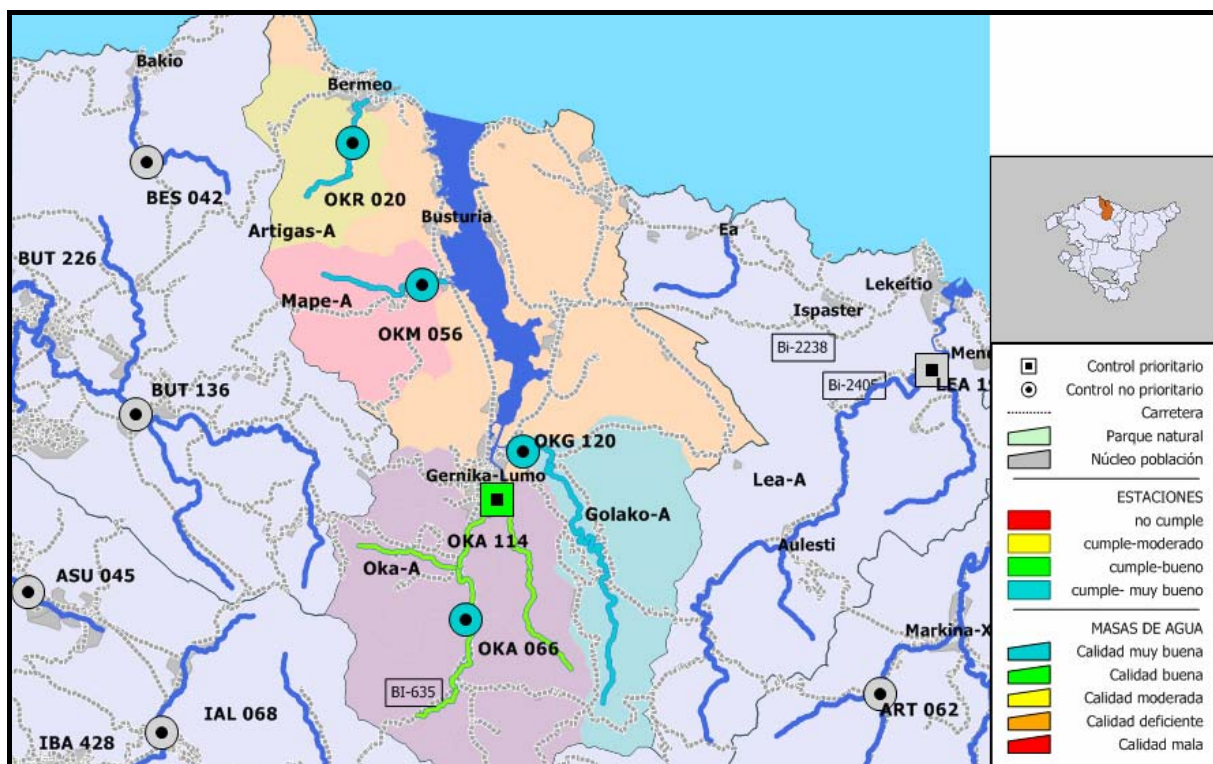 Bakio
Bermeo
BES 042
OKR 020
Artigas-A
Busturia
Ea
BUT 226
Lekeitio
Mape-A
Ispaster
OKM 056
Bi-2238
Bi-2405
LEA
BUT 136
OKG 120
Gernika-Lumo
Lea-A
Golako-A
OKA 114
Aulesti
Oka-A
ASU 045
Markina-X
OKA 066
BI-635
IAL 068
ART 062
IBA 428
Control prioritario
Control no prioritario
Carretera
Parque natural
Núcleo población
ESTACIONES
no cumple
cumple-moderado
cumple-bueno
cumple- muy bueno
MASAS DE AGUA
Calidad muy buena
Calidad buena
Calidad moderada
Calidad deficiente
Calidad mala